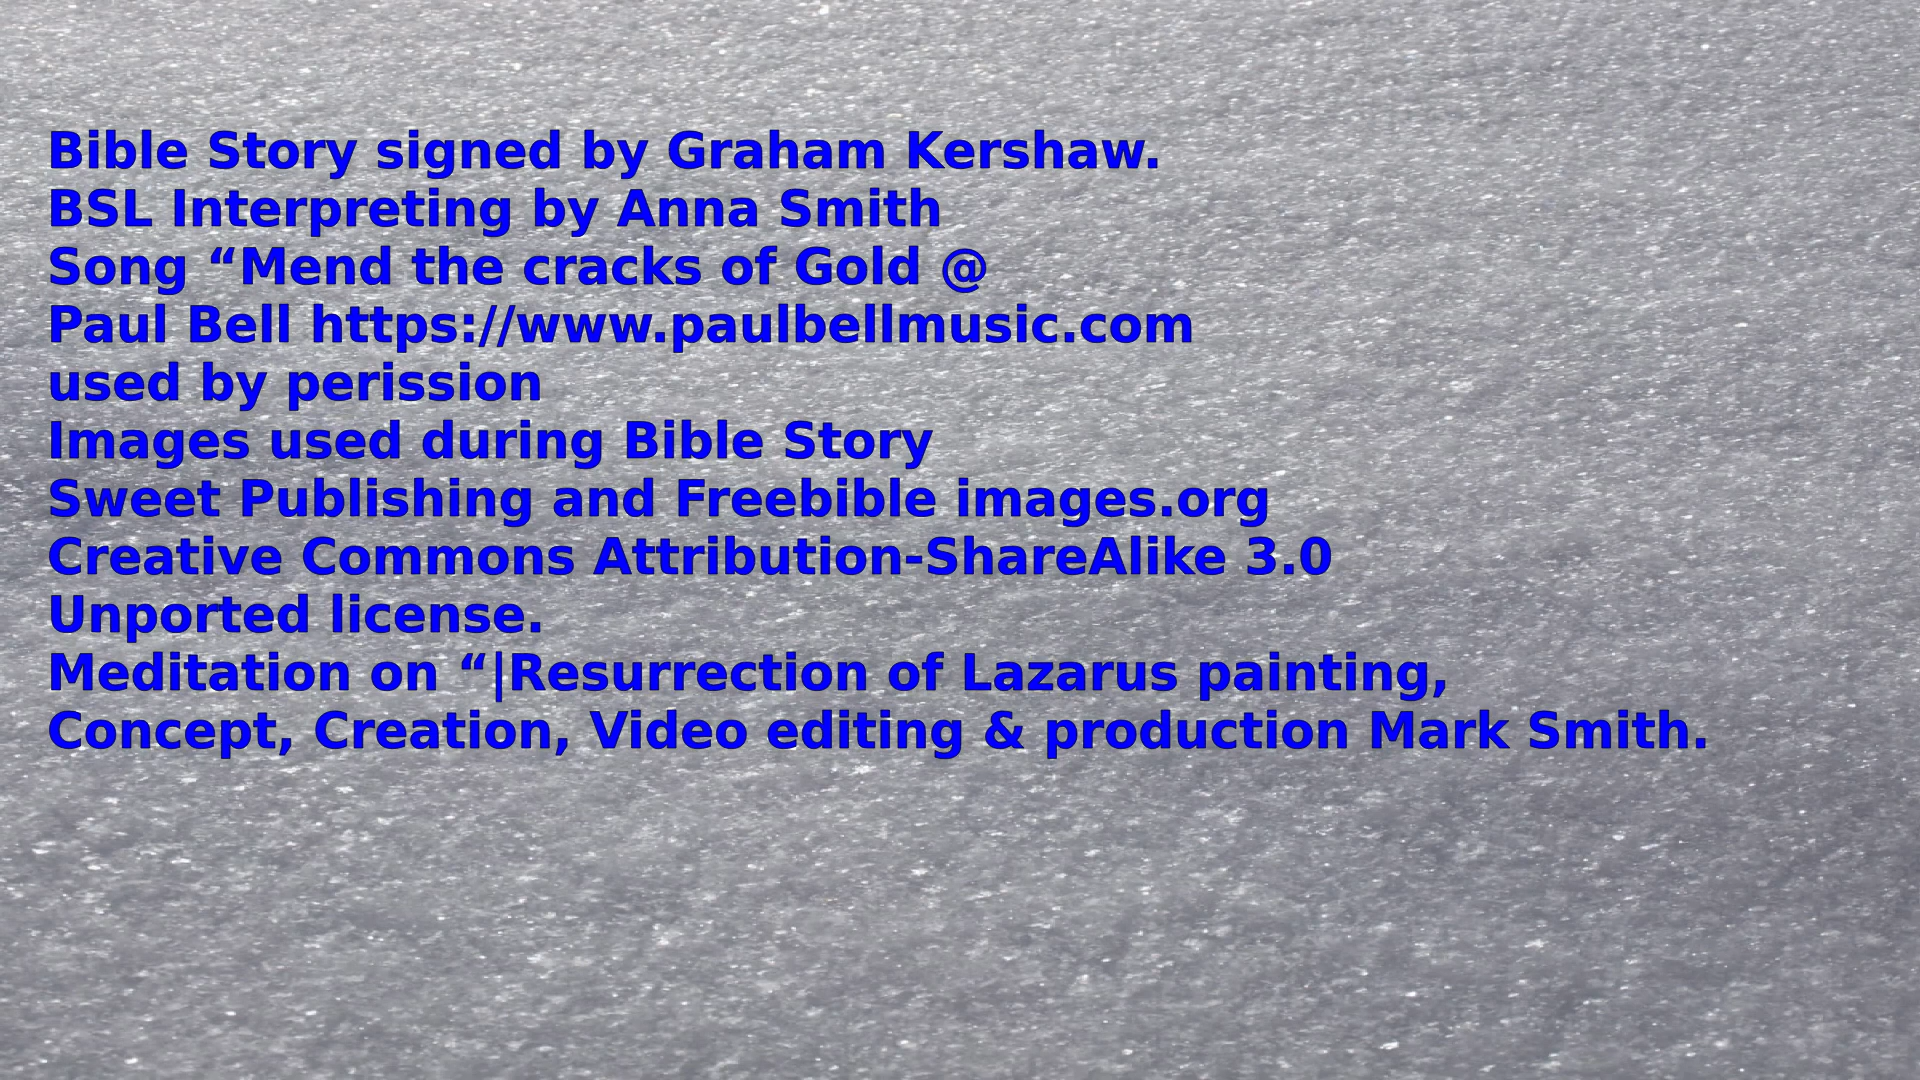 Bible Story signed by Graham Kershaw.
BSL Interpreting by Anna Smith
Song “Mend the cracks of Gold @
Paul Bell https://www.paulbellmusic.com
used by perission
Images used during Bible Story
Sweet Publishing and Freebible images.org
Creative Commons Attribution-ShareAlike 3.0
Unported license.
Meditation on “|Resurrection of Lazarus painting,
Concept, Creation, Video editing & production Mark Smith.